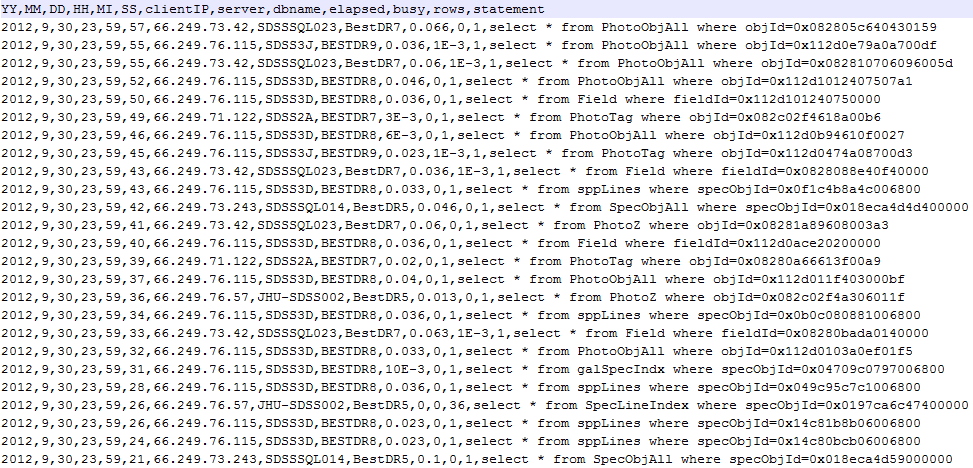 YY,MM,DD,HH,MI,SS,clientIP,server,dbname,elapsed,busy,rows,statement
2012,9,30,23,59,57,66.249.73.42,SDSSSQL023,BestDR7,0.066,0,1,select * from PhotoObjAll where objId=0x082805c640430159
2012,9,30,23,59,55,66.249.76.115,SDSS3J,BESTDR9,0.036,1E-3,1,select * from PhotoObjAll where objId=0x112d0e79a0a700df
2012,9,30,23,59,55,66.249.73.42,SDSSSQL023,BestDR7,0.06,1E-3,1,select * from PhotoObjAll where objId=0x082810706096005d
2012,9,30,23,59,52,66.249.76.115,SDSS3D,BESTDR8,0.046,0,1,select * from PhotoObjAll where objId=0x112d1012407507a1
2012,9,30,23,59,50,66.249.76.115,SDSS3D,BESTDR8,0.036,0,1,select * from Field where fieldId=0x112d101240750000
2012,9,30,23,59,49,66.249.71.122,SDSS2A,BESTDR7,3E-3,0,1,select * from PhotoTag where objId=0x082c02f4618a00b6
2012,9,30,23,59,46,66.249.76.115,SDSS3D,BESTDR8,6E-3,0,1,select * from PhotoObjAll where objId=0x112d0b94610f0027
2012,9,30,23,59,45,66.249.76.115,SDSS3J,BESTDR9,0.023,1E-3,1,select * from PhotoTag where objId=0x112d0474a08700d3
2012,9,30,23,59,43,66.249.73.42,SDSSSQL023,BestDR7,0.036,1E-3,1,select * from Field where fieldId=0x0828088e40f40000
2012,9,30,23,59,43,66.249.76.115,SDSS3D,BESTDR8,0.033,0,1,select * from sppLines where specObjId=0x0f1c4b8a4c006800
2012,9,30,23,59,42,66.249.73.243,SDSSSQL014,BestDR5,0.046,0,1,select * from SpecObjAll where specObjId=0x018eca4d4d400000
2012,9,30,23,59,41,66.249.73.42,SDSSSQL023,BestDR7,0.06,0,1,select * from PhotoZ where objId=0x08281a89608003a3
2012,9,30,23,59,40,66.249.76.115,SDSS3D,BESTDR8,0.036,0,1,select * from Field where fieldId=0x112d0ace20200000
2012,9,30,23,59,39,66.249.71.122,SDSS2A,BESTDR7,0.02,0,1,select * from PhotoTag where objId=0x08280a66613f00a9
2012,9,30,23,59,37,66.249.76.115,SDSS3D,BESTDR8,0.04,0,1,select * from PhotoObjAll where objId=0x112d011f403000bf
2012,9,30,23,59,36,66.249.76.57,JHU-SDSS002,BestDR5,0.013,0,1,select * from PhotoZ where objId=0x082c02f4a306011f
2012,9,30,23,59,34,66.249.76.115,SDSS3D,BESTDR8,0.036,0,1,select * from sppLines where specObjId=0x0b0c080881006800
2012,9,30,23,59,33,66.249.73.42,SDSSSQL023,BestDR7,0.063,1E-3,1,select * from Field where fieldId=0x08280bada0140000
2012,9,30,23,59,32,66.249.76.115,SDSS3D,BESTDR8,0.033,0,1,select * from PhotoObjAll where objId=0x112d0103a0ef01f5
2012,9,30,23,59,31,66.249.76.115,SDSS3D,BESTDR8,10E-3,0,1,select * from galSpecIndx where specObjId=0x04709c0797006800
2012,9,30,23,59,28,66.249.76.115,SDSS3D,BESTDR8,0.036,0,1,select * from sppLines where specObjId=0x049c95c7c1006800
2012,9,30,23,59,26,66.249.76.57,JHU-SDSS002,BestDR5,0,0,36,select * from SpecLineIndex where specObjId=0x0197ca6c47400000
2012,9,30,23,59,26,66.249.76.115,SDSS3D,BESTDR8,0.023,0,1,select * from sppLines where specObjId=0x14c81b8b06006800
2012,9,30,23,59,24,66.249.76.115,SDSS3D,BESTDR8,0.023,0,1,select * from sppLines where specObjId=0x14c80bcb06006800
2012,9,30,23,59,21,66.249.73.243,SDSSSQL014,BestDR5,0.1,0,1,select * from SpecObjAll where specObjId=0x018eca4d59000000